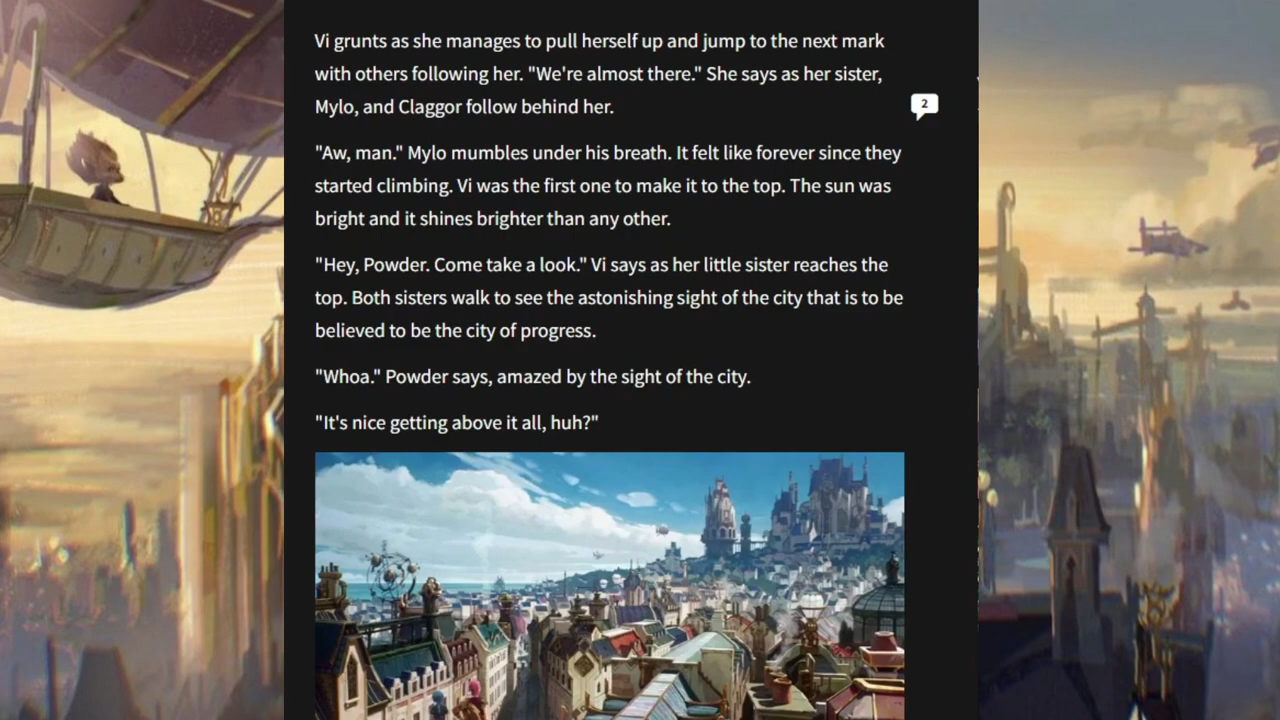 Vi grunts as she manages to pull herself up and jump to the next mark
with others following her. "We're almost there." She says as her sister,
Mylo, and Claggor follow behind her.
2
"Aw, man." Mylo mumbles under his breath. It felt like forever since they
started climbing. Vi was the first one to make it to the top. The sun was
bright and it shines brighter than any other.
"Hey, Powder. Come take a look." Vi says as her little sister reaches the
top. Both sisters walk to see the astonishing sight of the city that is to be
believed to be the city of progress.
"Whoa." Powder says, amazed by the sight of the city.
"It's nice getting above it all, huh?"